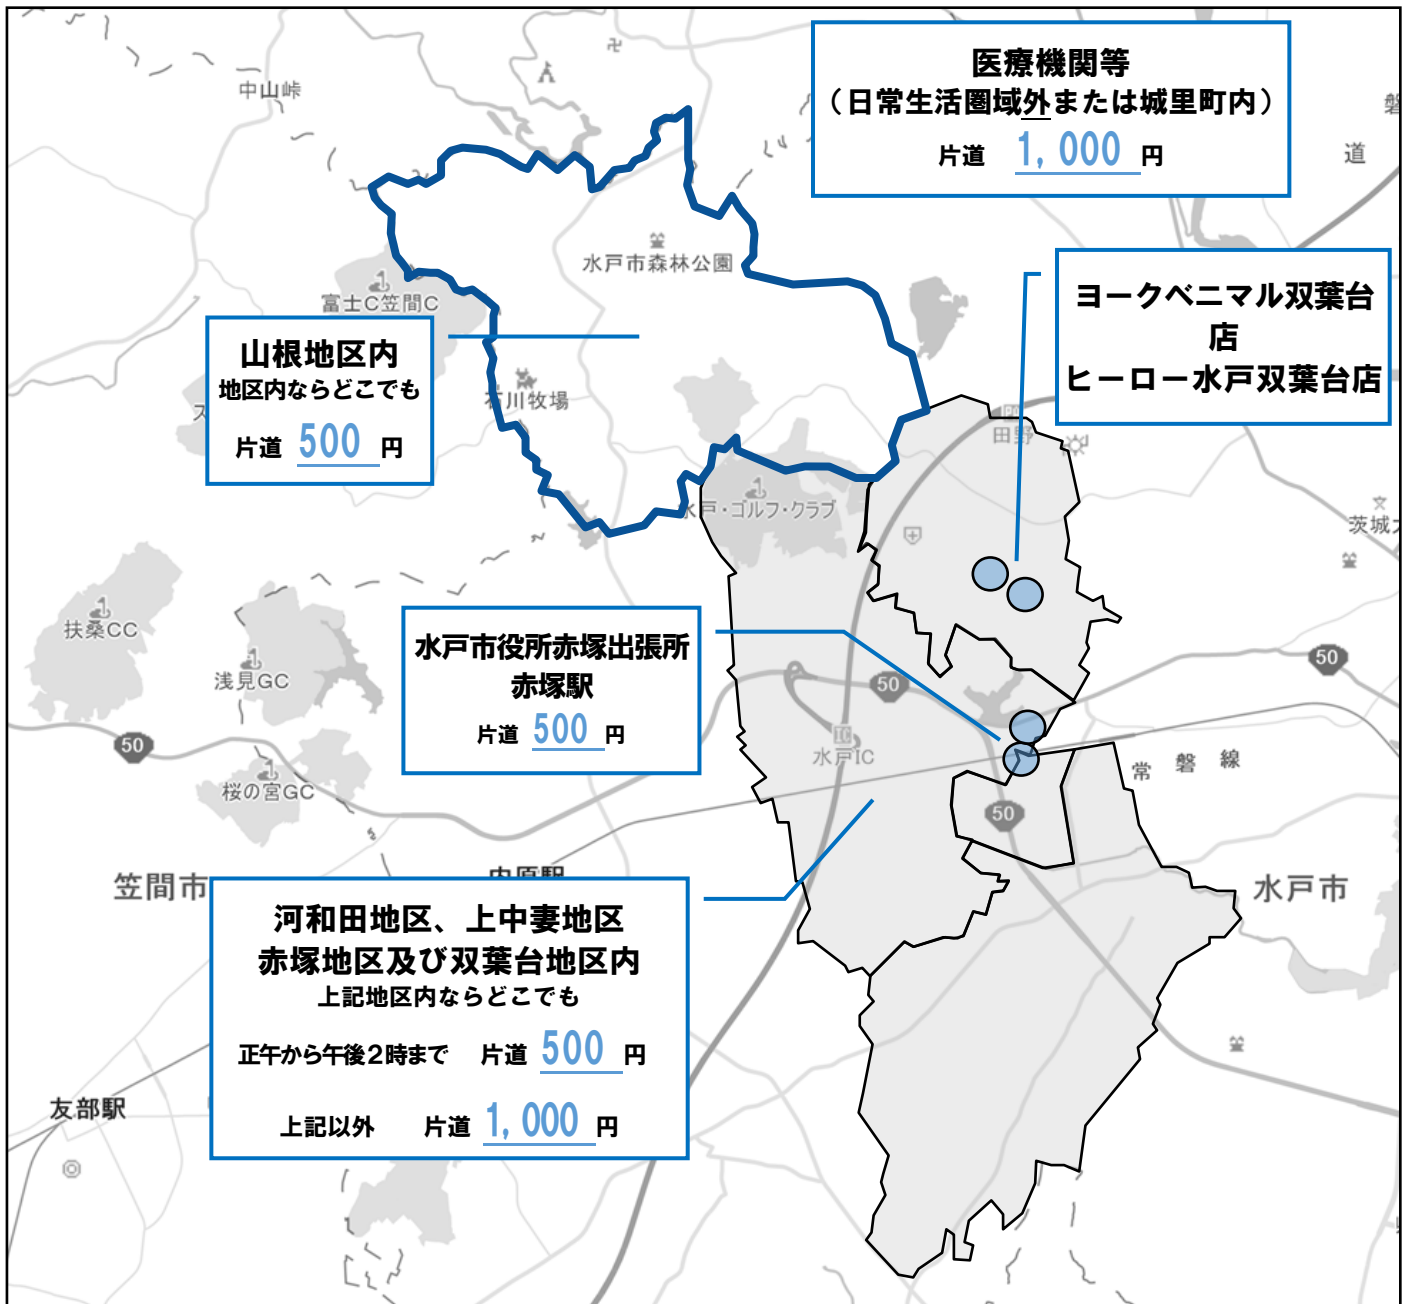 医療機関等
（日常生活圏域外または城里町内）
片道 1,000 円
中山峠
道
水戸市森林公園
富士C笠間C
ヨークベニマル双葉台
店
ヒーロー水戸双葉台店
山根地区内
地区内ならどこでも
片道 500 円
石川牧場
田野
水戸・ゴルフ・クラブ
茨城
扶桑CC
浅見GC
水戸市役所赤塚出張所
赤塚駅
片道 500 円
50
50
50
水戸IC
常磐線
桜の宮GC
50
笠間市
内原駅
水戸市
河和田地区、上中妻地区
赤塚地区及び双葉台地区内
上記地区内ならどこでも
正午から午後２時まで 片道 500 円
上記以外 片道 1,000 円
友部駅